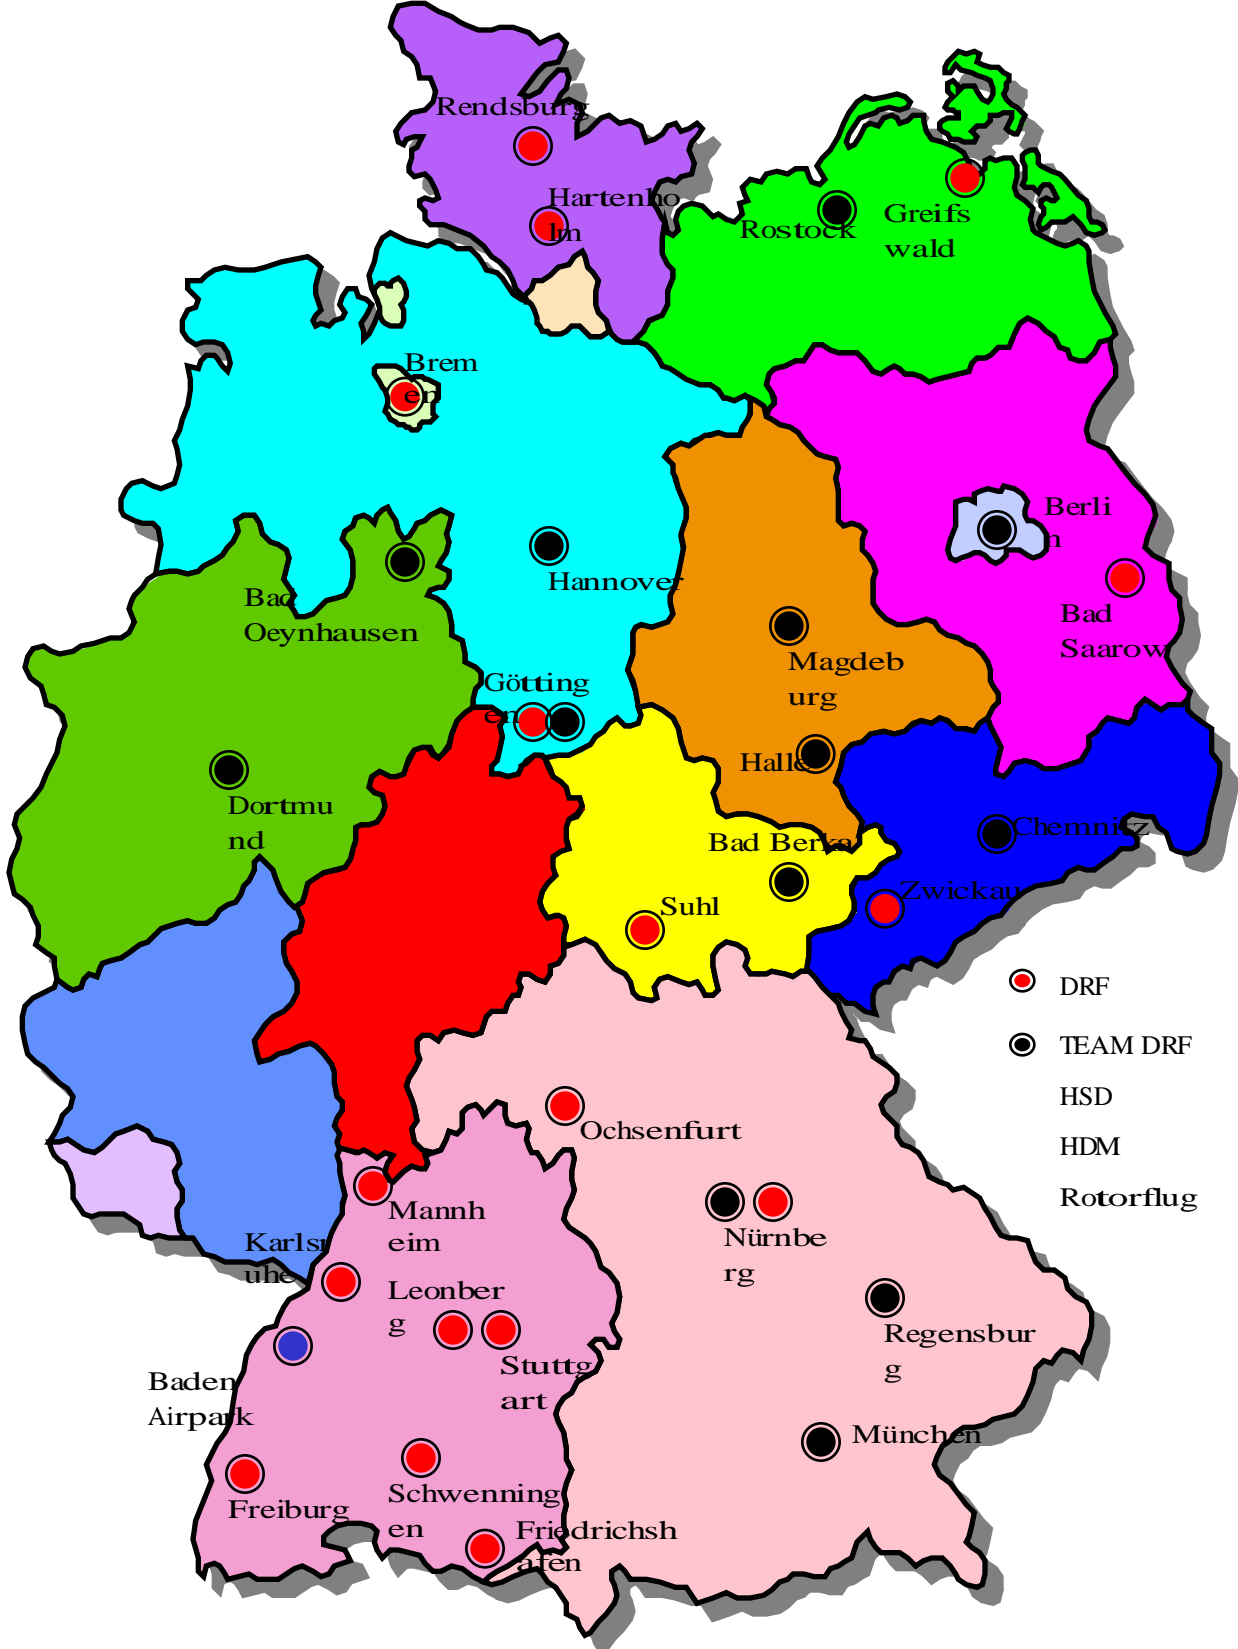 Rendsburg
Hartenho
lm
Rostock
Greifs
wald
Brem
en
Berli
n
Hannover
Bad
Oeynhausen
Bad
Saarow
Magdeb
urg
Götting
en
Halle
Dortmu
nd
Chemnitz
Bad Berka
Zwickau
Suhl
DRF
TEAM DRF
HSD
HDM
Rotorflug
Ochsenfurt
Mannh
eim
Nürnbe
rg
Karlsr
uhe
Leonber
g
Regensbur
g
Stuttg
art
Baden
Airpark
München
Schwenning
en
Freiburg
Friedrichsh
afen